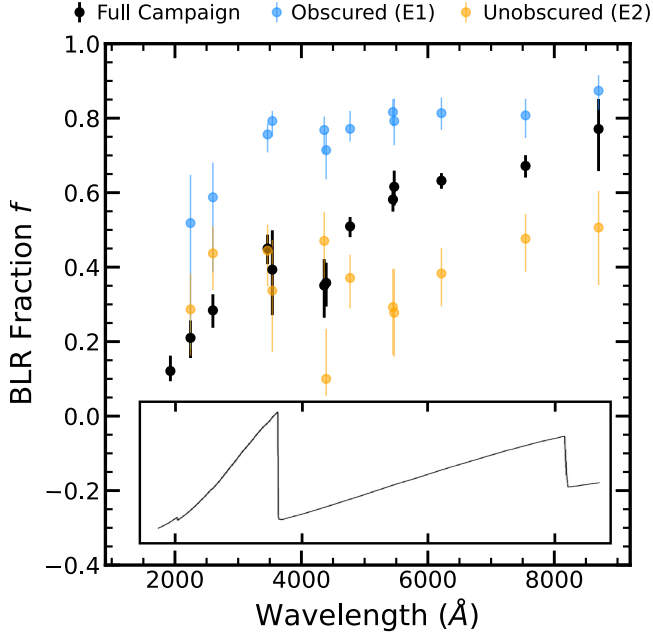 Full Campaign Obscured (E1) Unobscured (E2)
1.0
0.8
0.6
0.4
0.2
0.0
−0.2
−0.4
BLR Fraction f
2000 4000 6000 8000
Wavelength (Å)